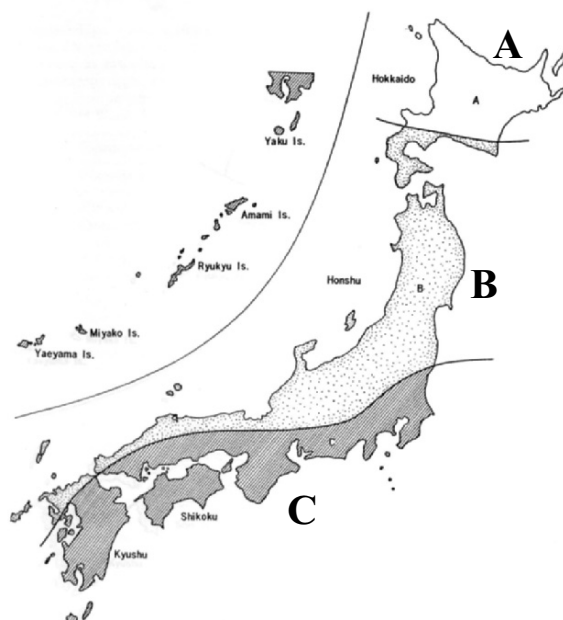 A
Hokkaido
A
Yaku Is.
Amami Is.
Ryukyu Is.
Honshu
B
B
Miyako Is.
Yaeyama Is.
C
C
Shikoku
Kyushu